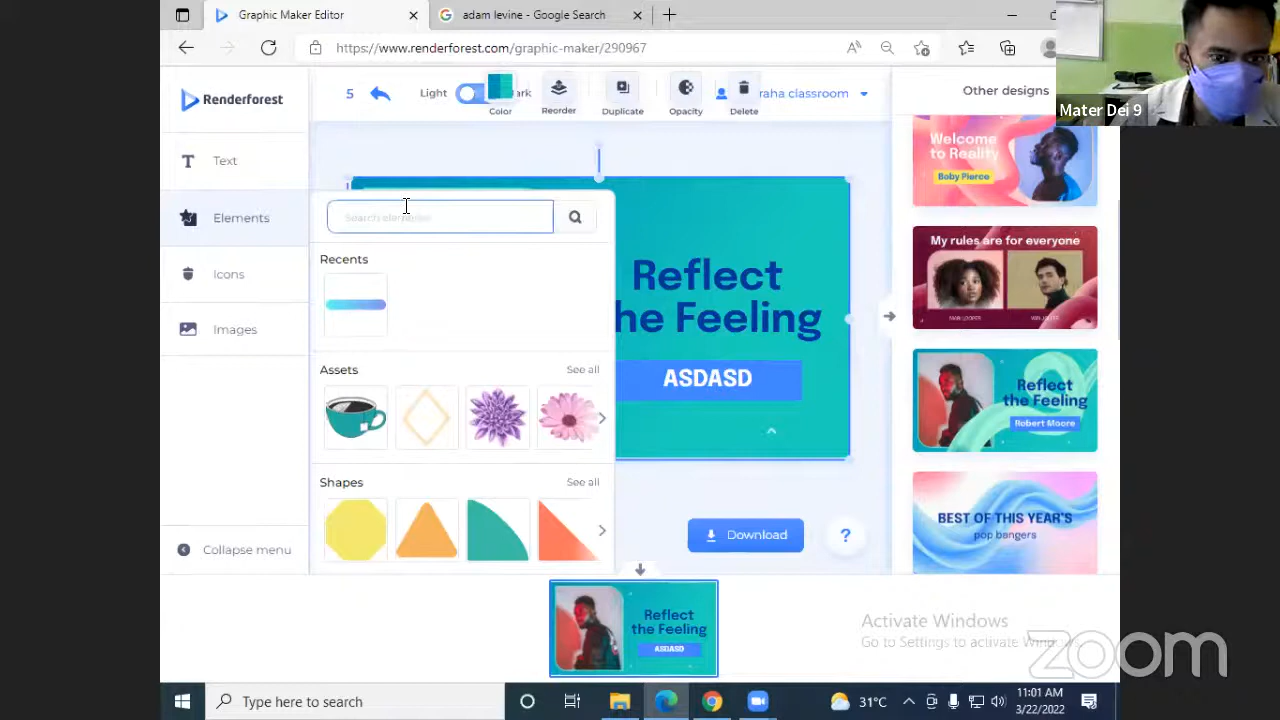 Graphic Maker Editor
adam levine - Google Search
https://www.renderforest.com/graphic-maker/290967
Mater Dei 9
Renderforest
5
Light
Dark
Color
Reorder
Duplicate
Opacity
Delete
raha classroom
Other designs
Text
Elements
Icons
Images
Collapse menu
Search elements
Recents
Assets
See all
Shapes
See all
Reflect
the Feeling
ASDASD
Download
?
Welcome
to Reality
Boby Pierce
My rules are for everyone
Reflect
the Feeling
Robert Moore
BEST OF THIS YEAR'S
pop bangers
Reflect
the Feeling
ASDASD
Activate Windows
Go to Settings to activate Windows.
zoom
Type here to search
31°C
11:01 AM
3/22/2022